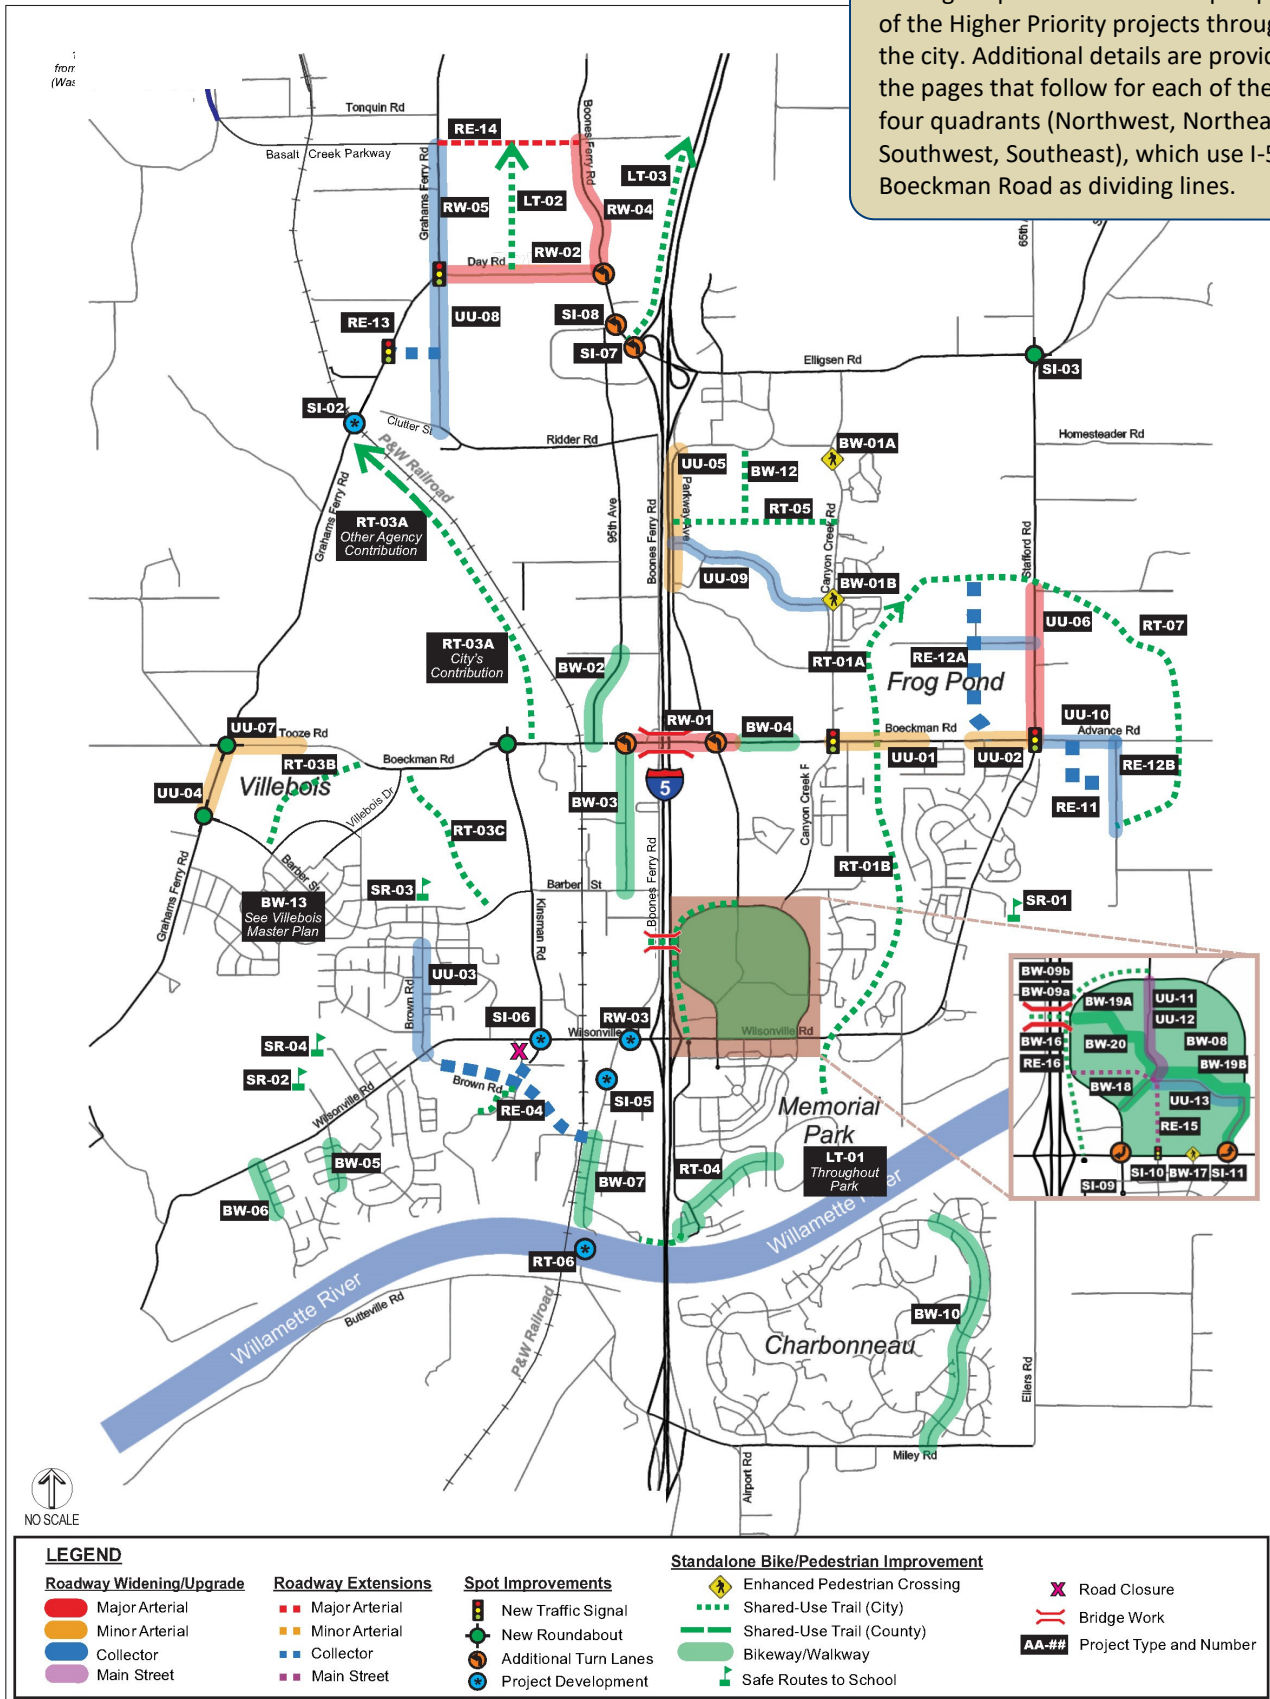 of the Higher Priority projects throug
the city. Additional details are provid
the pages that follow for each of the
four quadrants (Northwest, Northea
Southwest, Southeast), which use I-5
Boeckman Road as dividing lines.
from
(Was
Tonquin Rd
Basalt Creek Parkway
RE-14
Boones Ferry Rd
Grahams Ferry Rd
RW-05
LT-02
LT-03
RW-04
RW-02
Day Rd
65th
UU-08
SI-08
RE-13
SI-07
Elligsen Rd
SI-03
SI-02
Clutter St
P&W Railroad
Ridder Rd
Homesteader Rd
BW-01A
UU-05
BW-12
Parkway Ave
RT-05
95th Ave
Boones Ferry Rd
Canyon Creek Rd
Stafford Rd
Grahams Ferry Rd
RT-03A
Other Agency
Contribution
UU-09
BW-01B
UU-06
RT-07
RT-03A
City's
Contribution
BW-02
RT-01A
RE-12A
Frog Pond
UU-07
Tooze Rd
RW-01
BW-04
Boeckman Rd
UU-10
Advance Rd
RT-03B
Boeckman Rd
UU-01
UU-02
RE-12B
Villebois
UU-04
5
BW-03
RE-11
Villebois Dr
RT-03C
Canyon Creek F
Boones Ferry Rd
RT-01B
Barber St
SR-03
Barber St
SR-01
BW-13
See Villebois
Master Plan
Kinsman Rd
Grahams Ferry Rd
UU-03
Brown Rd
SI-06
RW-03
Wilsonville
Wilsonville Rd
SR-04
SR-02
Brown Rd
RE-04
SI-05
Wilsonville Rd
Memorial
Park
LT-01
Throughout
Park
BW-05
BW-06
BW-07
RT-04
RT-06
Willamette River
Willamette River
Butteville Rd
P&W Railroad
BW-10
Charbonneau
Eilers Rd
Miley Rd
Airport Rd
BW-09b
BW-09a
BW-19A
UU-11
UU-12
BW-16
BW-20
BW-08
RE-16
BW-19B
BW-18
UU-13
RE-15
SI-10
BW-17
SI-11
SI-09
NO SCALE
LEGEND
Roadway Widening/Upgrade
Major Arterial
Minor Arterial
Collector
Main Street
Roadway Extensions
Major Arterial
Minor Arterial
Collector
Main Street
Spot Improvements
New Traffic Signal
New Roundabout
Additional Turn Lanes
Project Development
Standalone Bike/Pedestrian Improvement
Enhanced Pedestrian Crossing
Shared-Use Trail (City)
Shared-Use Trail (County)
Bikeway/Walkway
Safe Routes to School
Road Closure
Bridge Work
AA-## Project Type and Number